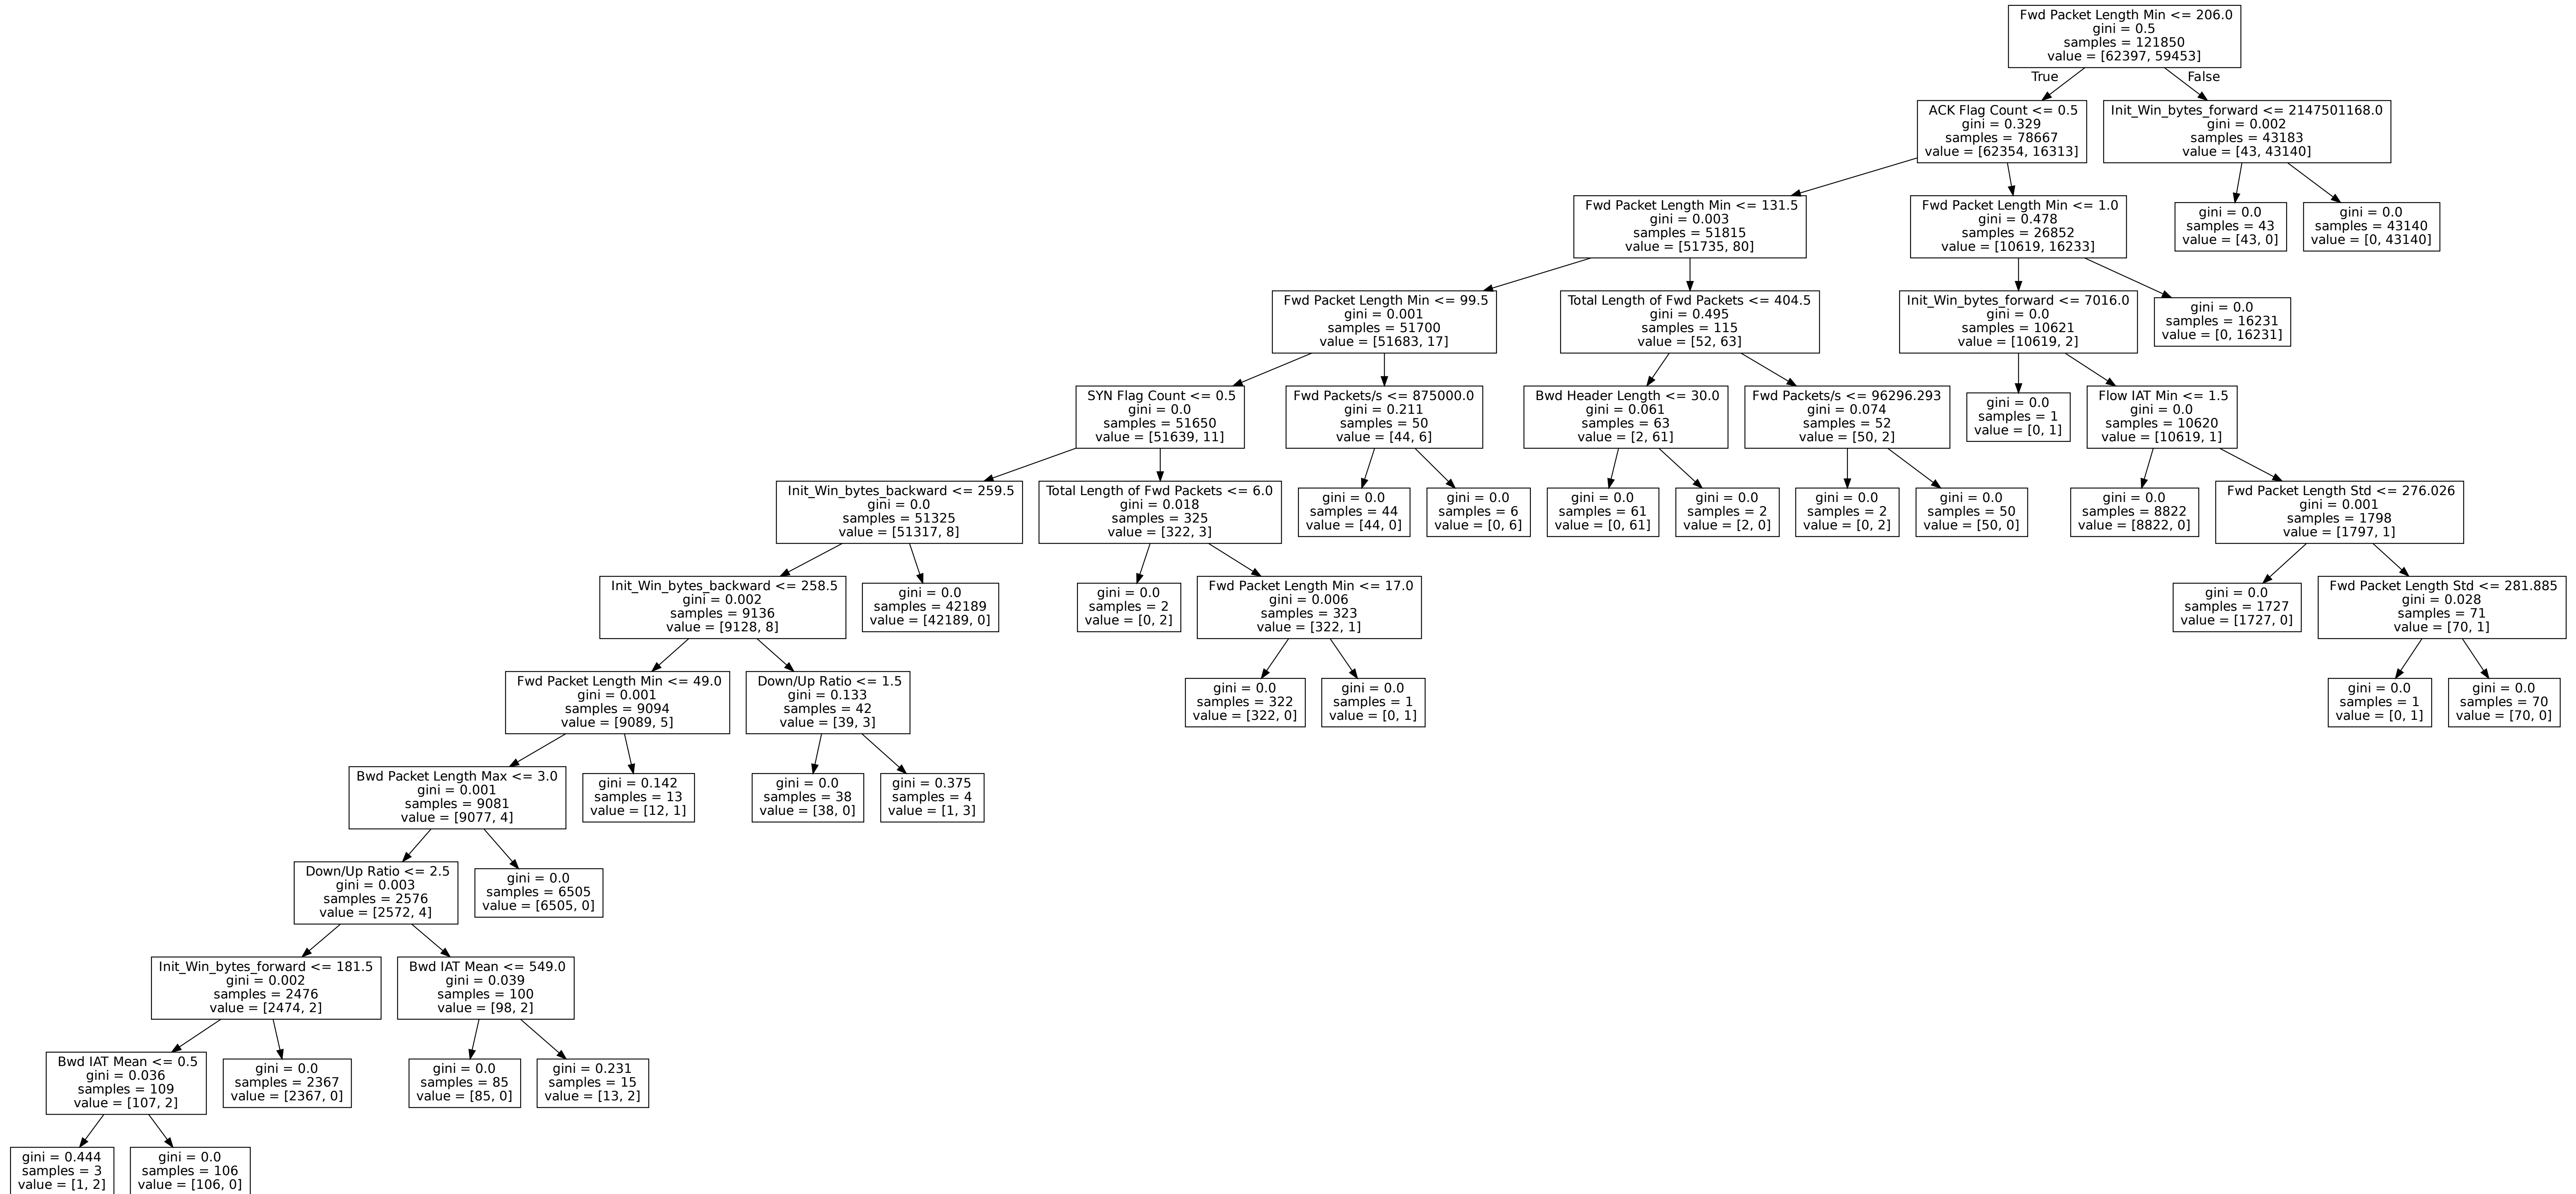 Fwd Packet Length Min <= 206.0
gini = 0.5
samples = 121850
value = [62397, 59453]
True
False
ACK Flag Count <= 0.5
gini = 0.329
samples = 78667
value = [62354, 16313]
Init_Win_bytes_forward <= 2147501168.0
gini = 0.002
samples = 43183
value = [43, 43140]
Fwd Packet Length Min <= 131.5
gini = 0.003
samples = 51815
value = [51735, 80]
Fwd Packet Length Min <= 1.0
gini = 0.478
samples = 26852
value = [10619, 16233]
gini = 0.0
samples = 43
value = [43, 0]
gini = 0.0
samples = 43140
value = [0, 43140]
Fwd Packet Length Min <= 99.5
gini = 0.001
samples = 51700
value = [51683, 17]
Total Length of Fwd Packets <= 404.5
gini = 0.495
samples = 115
value = [52, 63]
Init_Win_bytes_forward <= 7016.0
gini = 0.0
samples = 10621
value = [10619, 2]
gini = 0.0
samples = 16231
value = [0, 16231]
SYN Flag Count <= 0.5
gini = 0.0
samples = 51650
value = [51639, 11]
Fwd Packets/s <= 875000.0
gini = 0.211
samples = 50
value = [44, 6]
Bwd Header Length <= 30.0
gini = 0.061
samples = 63
value = [2, 61]
Fwd Packets/s <= 96296.293
gini = 0.074
samples = 52
value = [50, 2]
gini = 0.0
samples = 1
value = [0, 1]
Flow IAT Min <= 1.5
gini = 0.0
samples = 10620
value = [10619, 1]
Init_Win_bytes_backward <= 259.5
gini = 0.0
samples = 51325
value = [51317, 8]
Total Length of Fwd Packets <= 6.0
gini = 0.018
samples = 325
value = [322, 3]
gini = 0.0
samples = 44
value = [44, 0]
gini = 0.0
samples = 6
value = [0, 6]
gini = 0.0
samples = 61
value = [0, 61]
gini = 0.0
samples = 2
value = [2, 0]
gini = 0.0
samples = 2
value = [0, 2]
gini = 0.0
samples = 50
value = [50, 0]
gini = 0.0
samples = 8822
value = [8822, 0]
Fwd Packet Length Std <= 276.026
gini = 0.001
samples = 1798
value = [1797, 1]
Init_Win_bytes_backward <= 258.5
gini = 0.002
samples = 9136
value = [9128, 8]
gini = 0.0
samples = 42189
value = [42189, 0]
gini = 0.0
samples = 2
value = [0, 2]
Fwd Packet Length Min <= 17.0
gini = 0.006
samples = 323
value = [322, 1]
gini = 0.0
samples = 1727
value = [1727, 0]
Fwd Packet Length Std <= 281.885
gini = 0.028
samples = 71
value = [70, 1]
Fwd Packet Length Min <= 49.0
gini = 0.001
samples = 9094
value = [9089, 5]
Down/Up Ratio <= 1.5
gini = 0.133
samples = 42
value = [39, 3]
gini = 0.0
samples = 322
value = [322, 0]
gini = 0.0
samples = 1
value = [0, 1]
gini = 0.0
samples = 1
value = [0, 1]
gini = 0.0
samples = 70
value = [70, 0]
Bwd Packet Length Max <= 3.0
gini = 0.001
samples = 9081
value = [9077, 4]
gini = 0.142
samples = 13
value = [12, 1]
gini = 0.0
samples = 38
value = [38, 0]
gini = 0.375
samples = 4
value = [1, 3]
Down/Up Ratio <= 2.5
gini = 0.003
samples = 2576
value = [2572, 4]
gini = 0.0
samples = 6505
value = [6505, 0]
Init_Win_bytes_forward <= 181.5
gini = 0.002
samples = 2476
value = [2474, 2]
Bwd IAT Mean <= 549.0
gini = 0.039
samples = 100
value = [98, 2]
Bwd IAT Mean <= 0.5
gini = 0.036
samples = 109
value = [107, 2]
gini = 0.0
samples = 2367
value = [2367, 0]
gini = 0.0
samples = 85
value = [85, 0]
gini = 0.231
samples = 15
value = [13, 2]
gini = 0.444
samples = 3
value = [1, 2]
gini = 0.0
samples = 106
value = [106, 0]